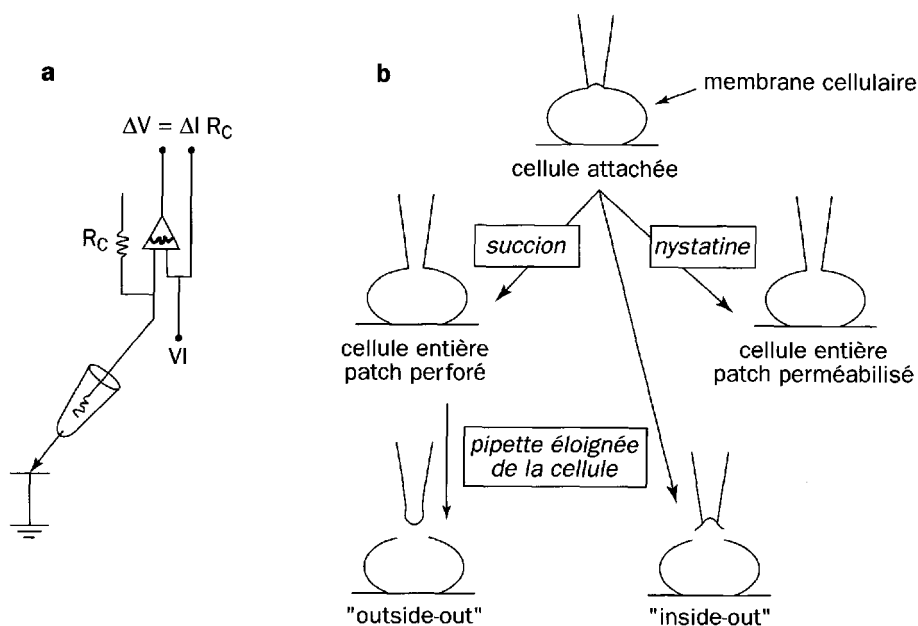 a
ΔV = ΔI RC
RC
VI
b
membrane cellulaire
cellule attachée
succion
nystatine
cellule entière
patch perforé
cellule entière
patch perméabilisé
pipette éloignée
de la cellule
"outside-out"
"inside-out"